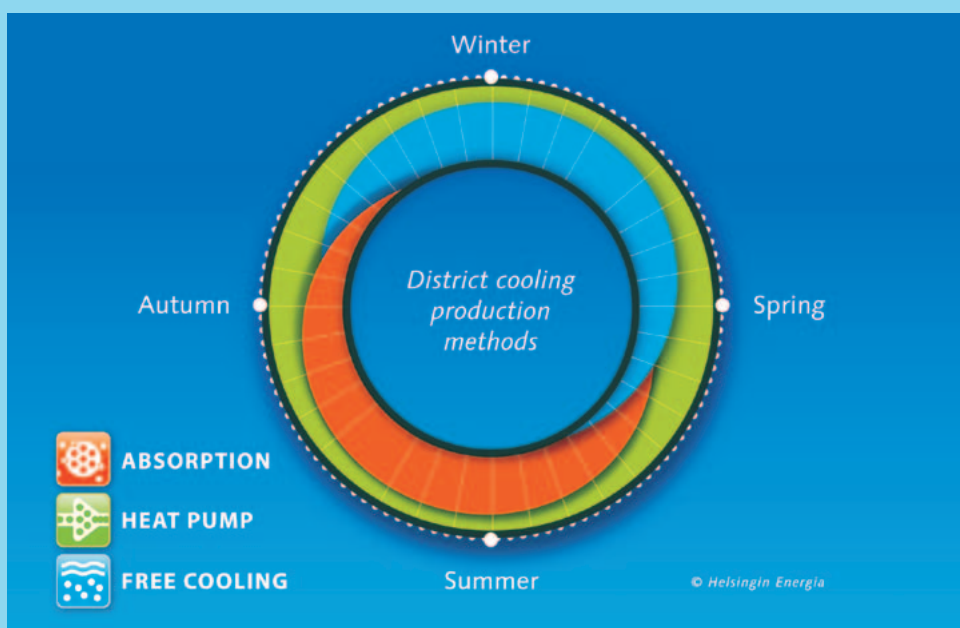 Winter
District cooling
production
methods
Autumn
Spring
ABSORPTION
HEAT PUMP
FREE COOLING
Summer
© Helsingin Energia